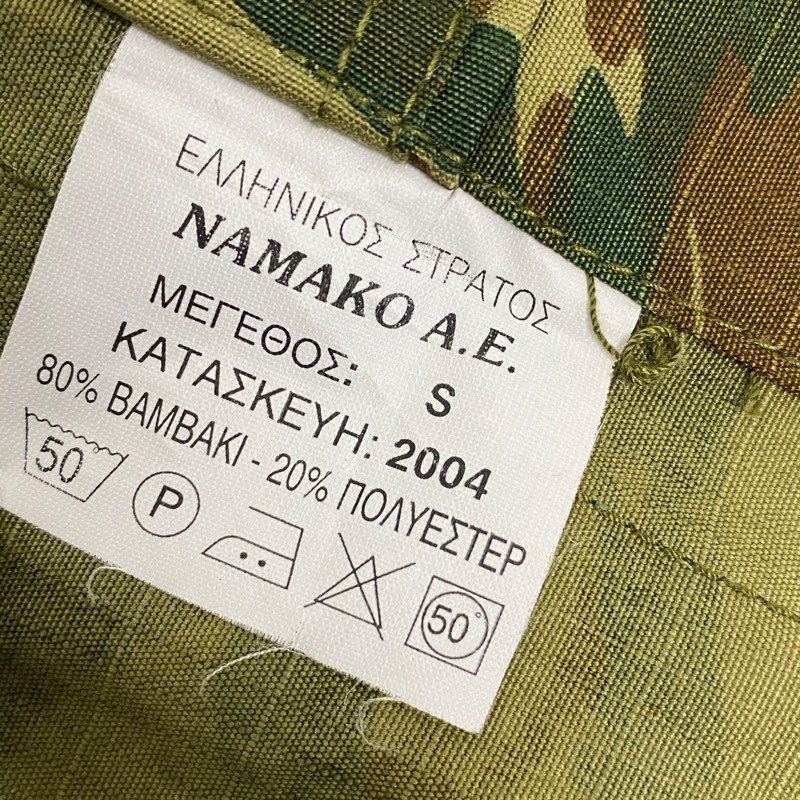 ΕΛΛΗΝΙΚΟΣ ΣΤΡΑΤΟΣ
ΝΑΜΑΚΟ Α.Ε.
ΜΕΓΕΘΟΣ: S
ΚΑΤΑΣΚΕΥΗ: 2004
80% ΒΑΜΒΑΚΙ - 20% ΠΟΛΥΕΣΤΕΡ
50 P 50°